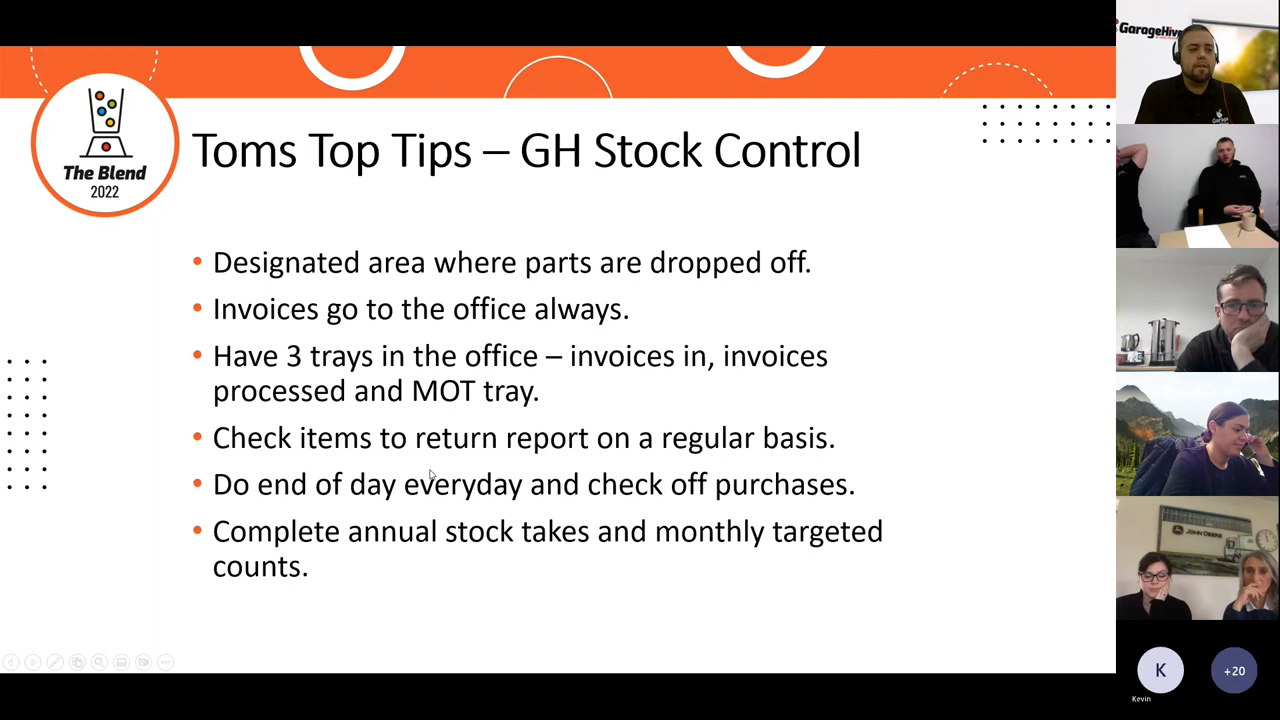 The Blend
2022
Toms Top Tips – GH Stock Control
• Designated area where parts are dropped off.
• Invoices go to the office always.
• Have 3 trays in the office – invoices in, invoices
processed and MOT tray.
• Check items to return report on a regular basis.
• Do end of day everyday and check off purchases.
• Complete annual stock takes and monthly targeted
counts.
GarageHive
Garage
JOHN DEERE
K
Kevin
+20